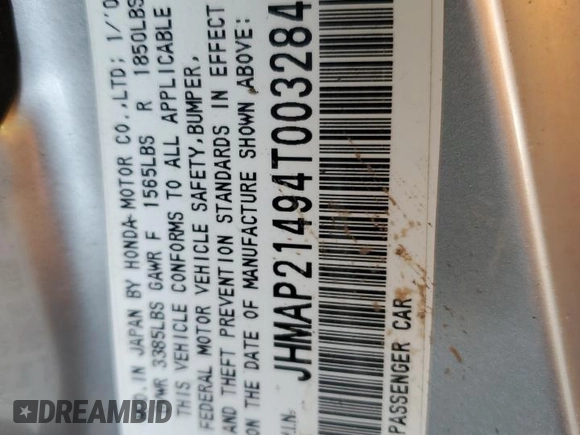 . IN JAPAN BY HONDA MOTOR CO.,LTD; 1/'0
WR 3385LBS GAWR F 1565LBS R 1850LBS
THIS VEHICLE CONFORMS TO ALL APPLICABLE
FEDERAL MOTOR VEHICLE SAFETY,BUMPER,
AND THEFT PREVENTION STANDARDS IN EFFECT
ON THE DATE OF MANUFACTURE SHOWN ABOVE:
JHMAP21494T003284
PASSENGER CAR
DREAMBID